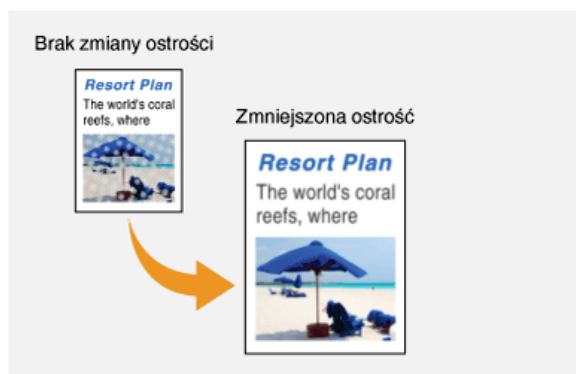 Brak zmiany ostrości
Resort Plan
The world's coral
reefs, where
Zmniejszona ostrość
Resort Plan
The world's coral
reefs, where